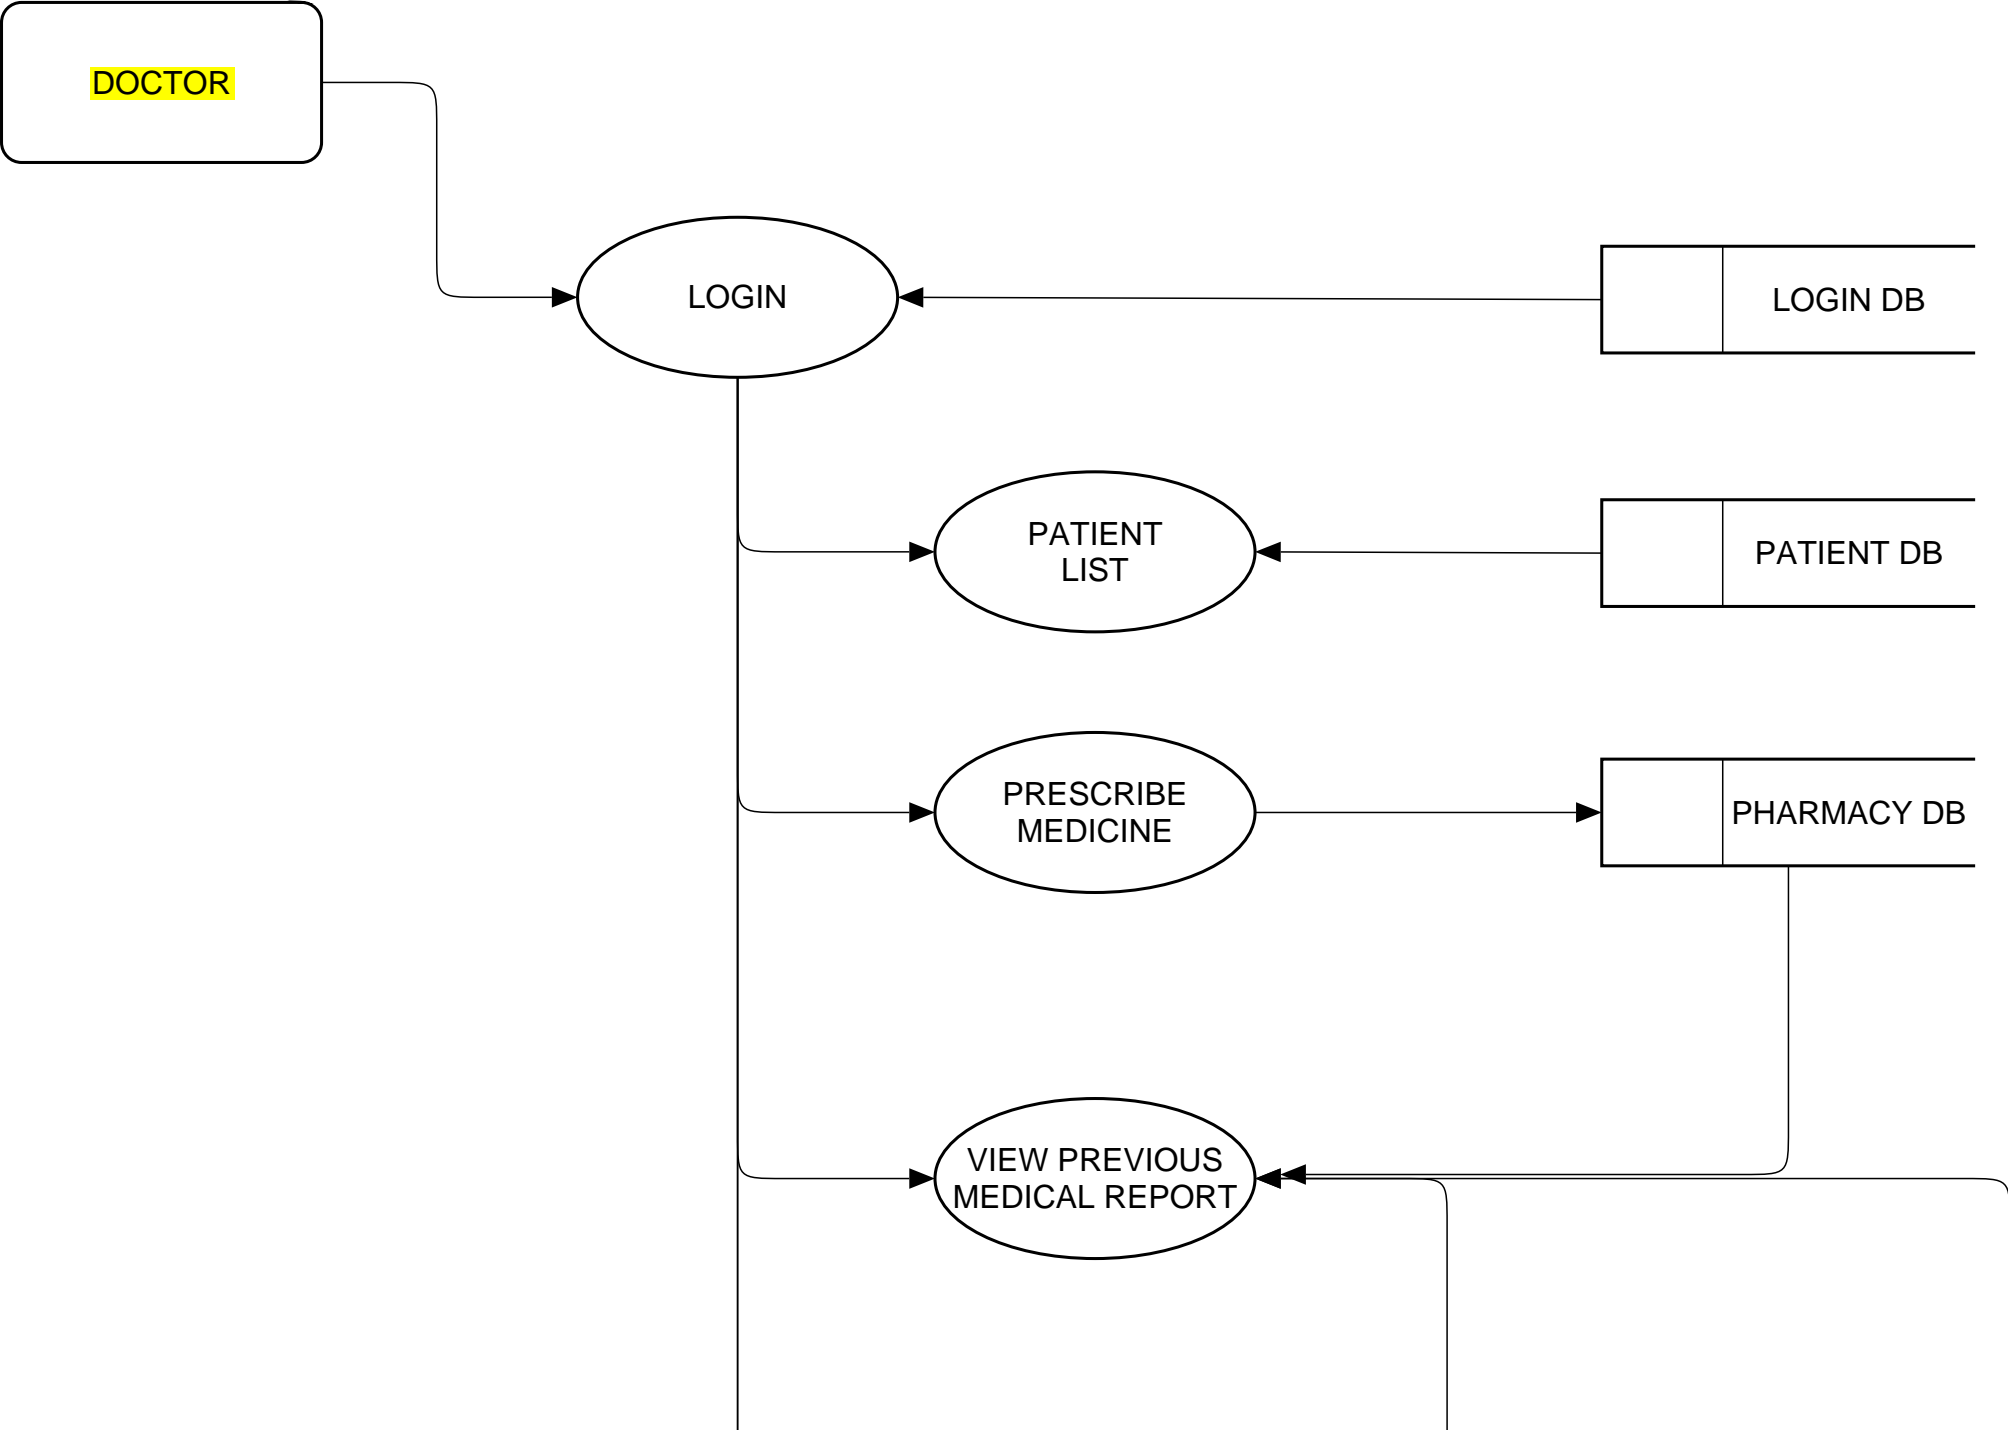 DOCTOR
LOGIN
LOGIN DB
PATIENT
LIST
PATIENT DB
PRESCRIBE
MEDICINE
PHARMACY DB
VIEW PREVIOUS
MEDICAL REPORT